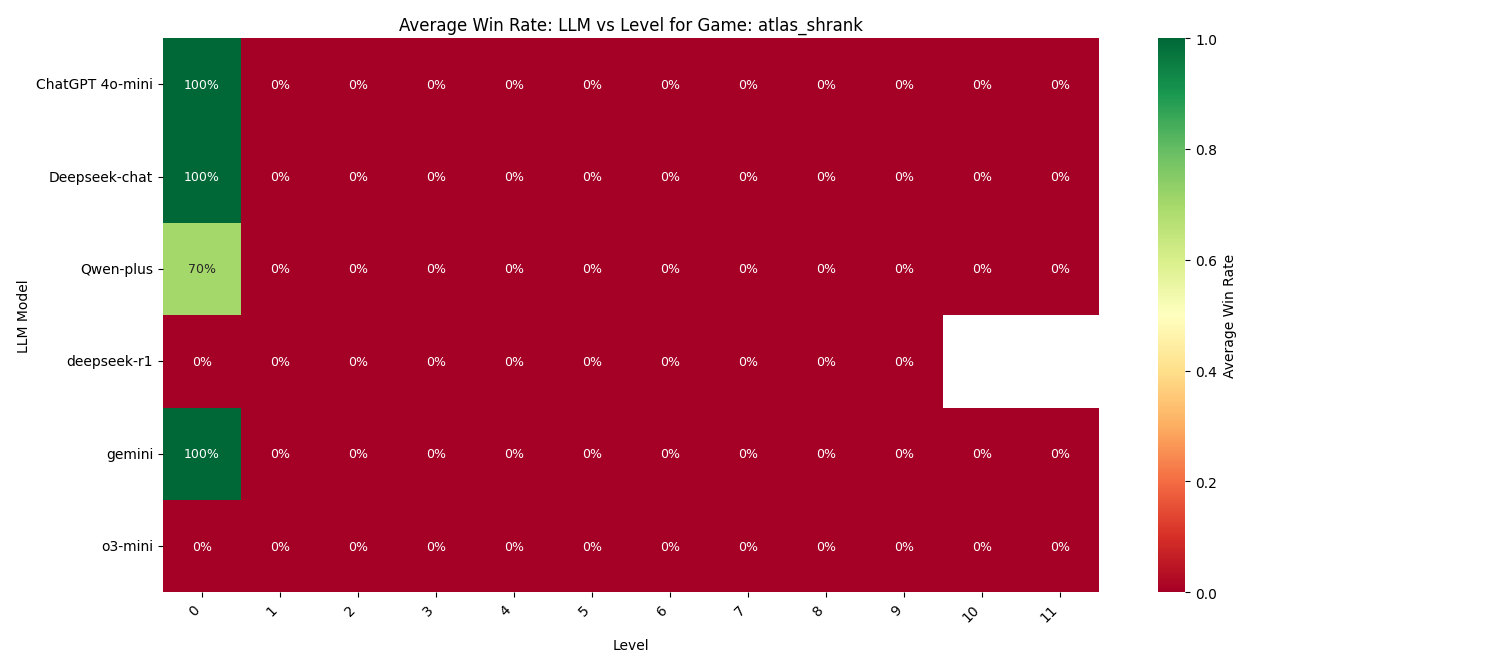 Average Win Rate: LLM vs Level for Game: atlas_shrank
LLM Model
ChatGPT 4o-mini 100% 0% 0% 0% 0% 0% 0% 0% 0% 0% 0% 0%
Deepseek-chat 100% 0% 0% 0% 0% 0% 0% 0% 0% 0% 0% 0%
Qwen-plus 70% 0% 0% 0% 0% 0% 0% 0% 0% 0% 0% 0%
deepseek-r1 0% 0% 0% 0% 0% 0% 0% 0% 0% 0%
gemini 100% 0% 0% 0% 0% 0% 0% 0% 0% 0% 0% 0%
o3-mini 0% 0% 0% 0% 0% 0% 0% 0% 0% 0% 0% 0%
0 1 2 3 4 5 6 7 8 9 10 11
Level
1.0
0.8
0.6
0.4
0.2
0.0
Average Win Rate